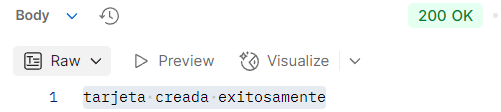 Body 200 OK
Raw Preview Visualize
1 tarjeta creada exitosamente